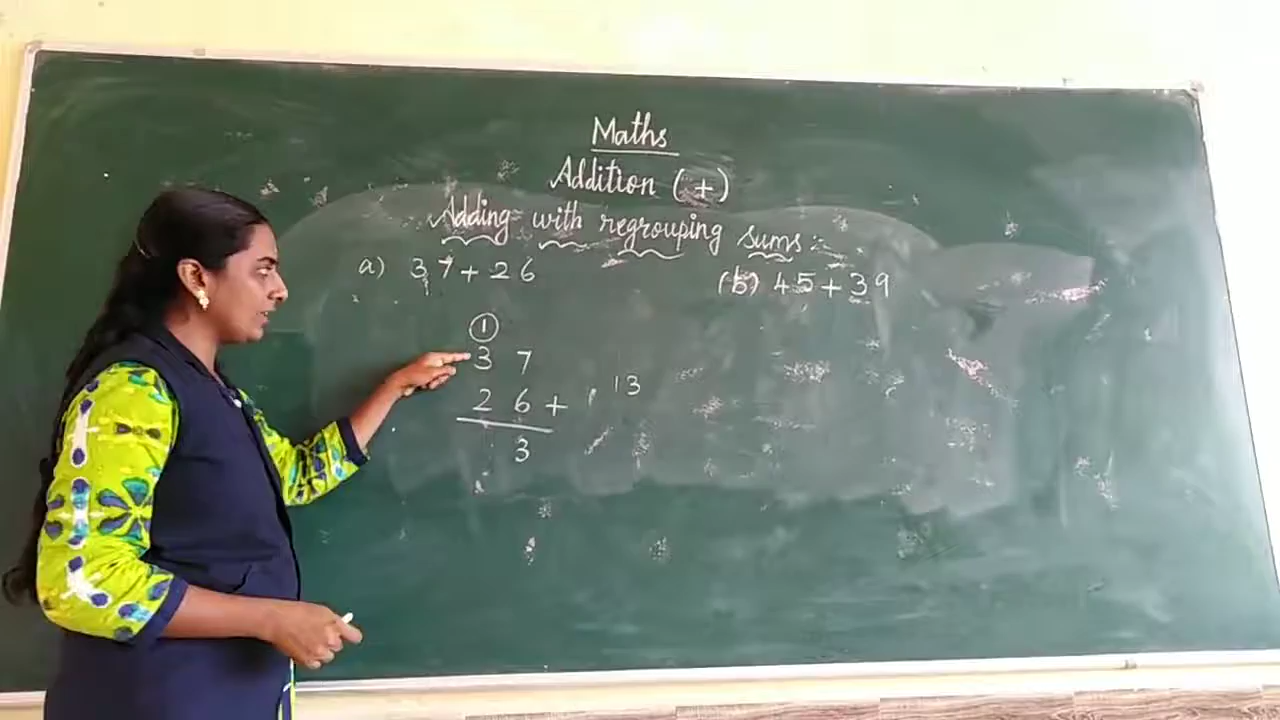 Maths
Addition (+)
Adding with regrouping sums :-
a) 37 + 26
(b) 45 + 39
1
3 7
2 6 +
13
3